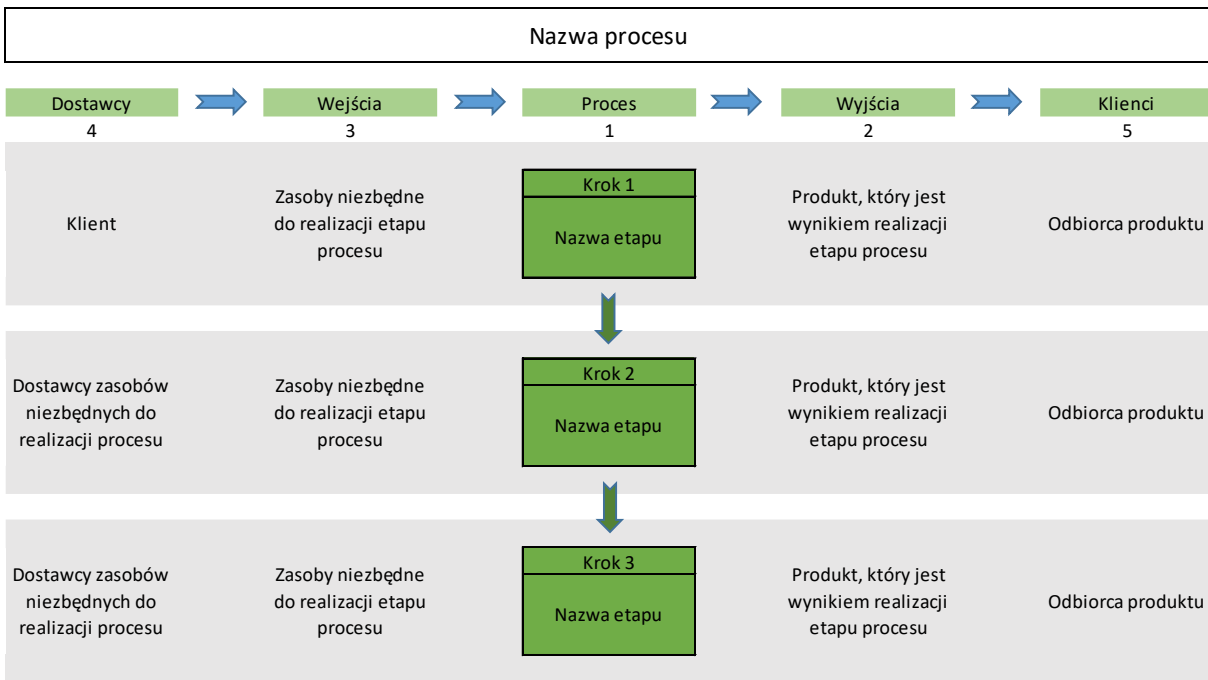 Nazwa procesu
Dostawcy
Wejścia
Proces
Wyjścia
Klienci
4
3
1
2
5
Klient
Zasoby niezbędne
do realizacji etapu
procesu
Krok 1
Nazwa etapu
Produkt, który jest
wynikiem realizacji
etapu procesu
Odbiorca produktu
Dostawcy zasobów
niezbędnych do
realizacji procesu
Zasoby niezbędne
do realizacji etapu
procesu
Krok 2
Nazwa etapu
Produkt, który jest
wynikiem realizacji
etapu procesu
Odbiorca produktu
Dostawcy zasobów
niezbędnych do
realizacji procesu
Zasoby niezbędne
do realizacji etapu
procesu
Krok 3
Nazwa etapu
Produkt, który jest
wynikiem realizacji
etapu procesu
Odbiorca produktu